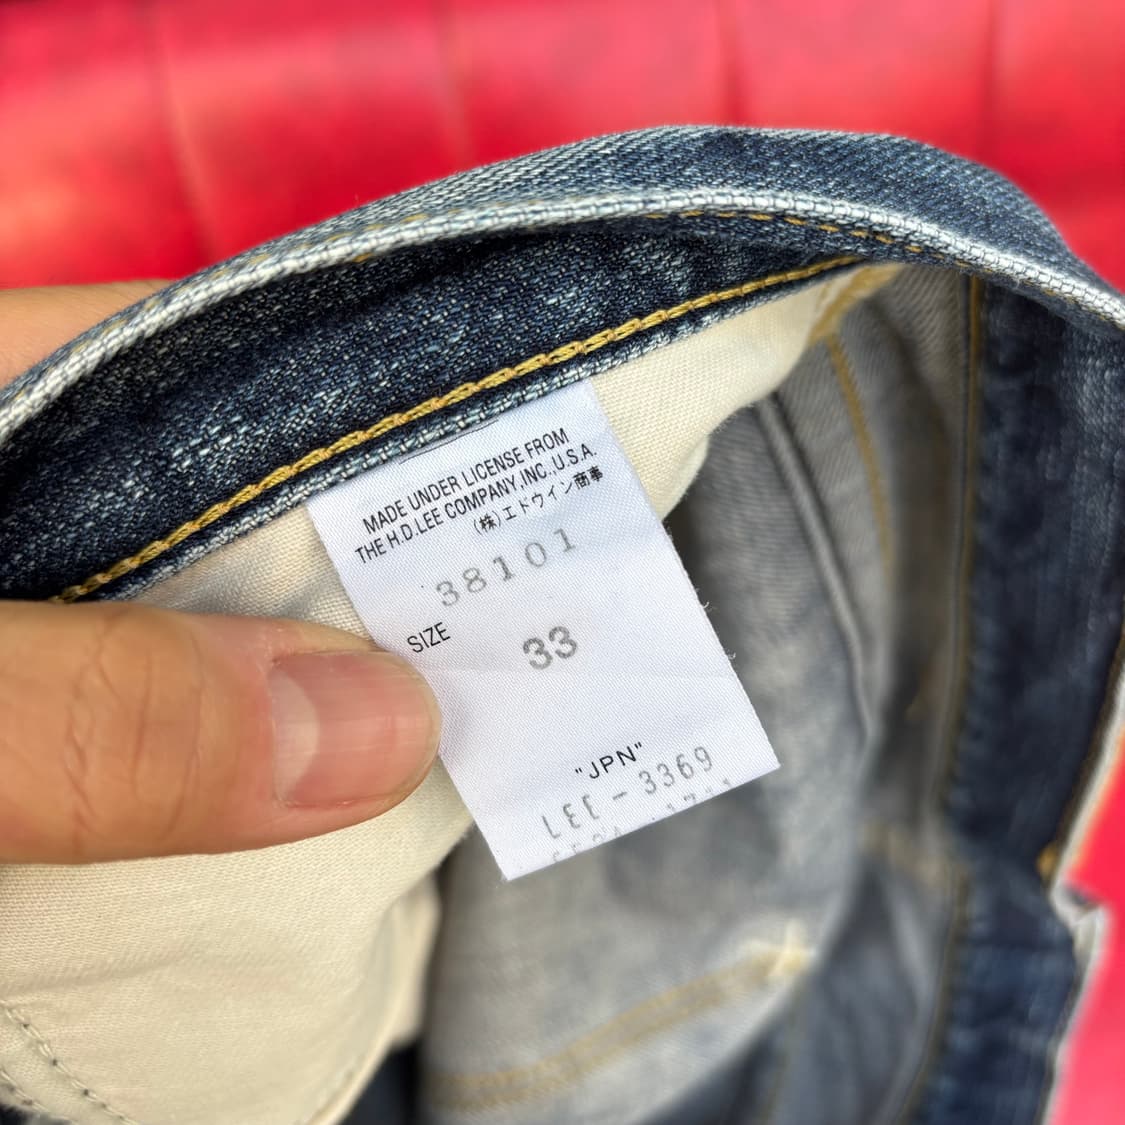 MADE UNDER LICENSE FROM
THE H.D.LEE COMPANY,INC.,U.S.A.
(株)エドウイン商事
38101
SIZE 33
"JPN"
LEE-3369